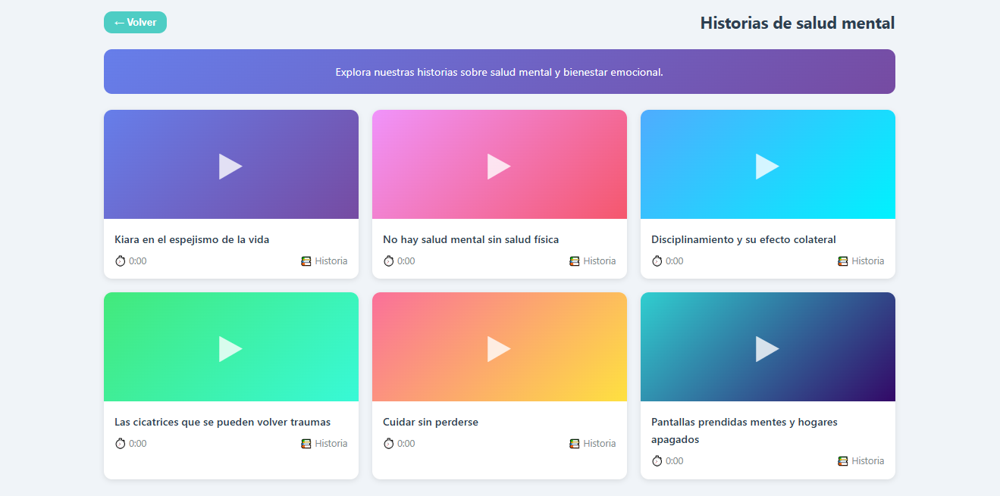 ← Volver
Historias de salud mental
Explora nuestras historias sobre salud mental y bienestar emocional.
Kiara en el espejismo de la vida
0:00
Historia
No hay salud mental sin salud física
0:00
Historia
Disciplinamiento y su efecto colateral
0:00
Historia
Las cicatrices que se pueden volver traumas
0:00
Historia
Cuidar sin perderse
0:00
Historia
Pantallas prendidas mentes y hogares
apagados
0:00
Historia